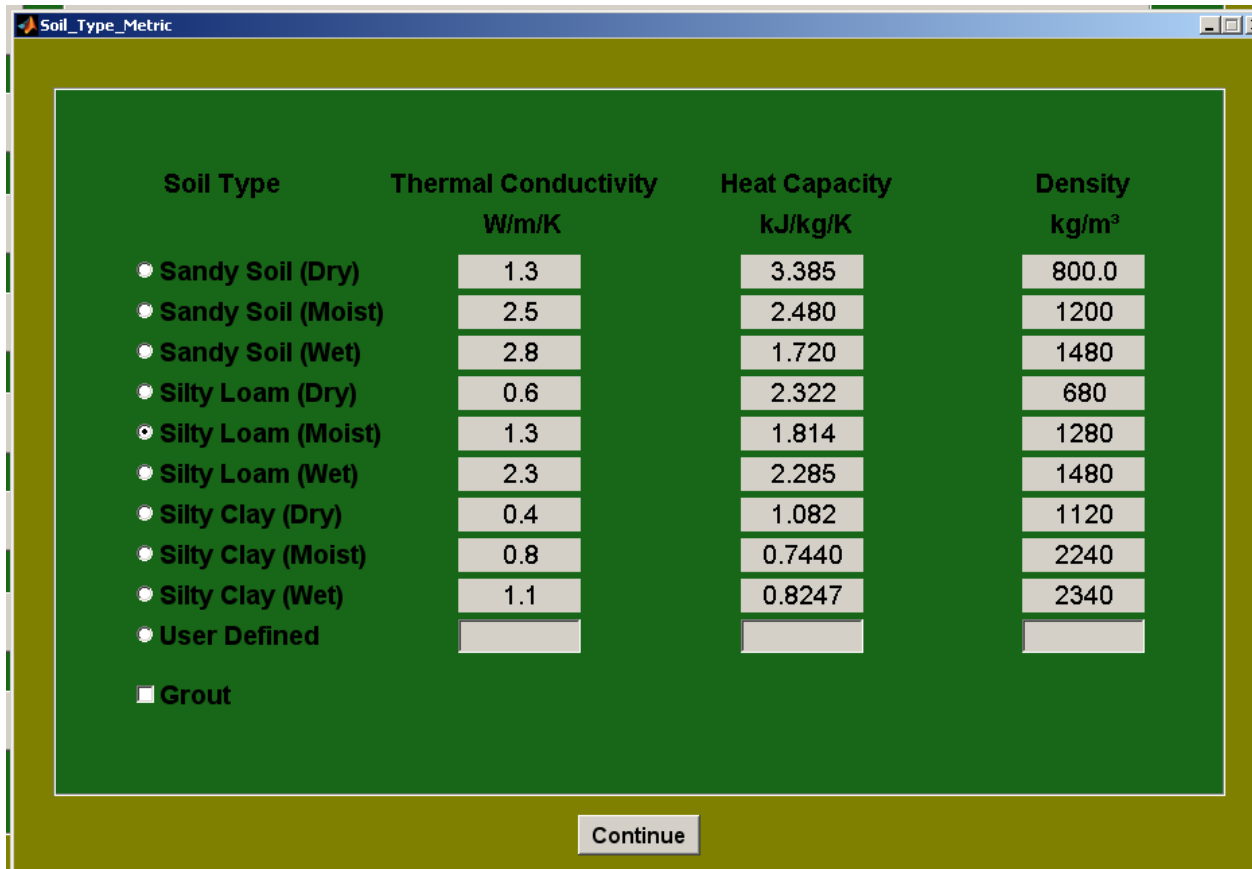 Soil_Type_Metric
Soil Type Thermal Conductivity Heat Capacity Density
W/m/K kJ/kg/K kg/m³
Sandy Soil (Dry) 1.3 3.385 800.0
Sandy Soil (Moist) 2.5 2.480 1200
Sandy Soil (Wet) 2.8 1.720 1480
Silty Loam (Dry) 0.6 2.322 680
Silty Loam (Moist) 1.3 1.814 1280
Silty Loam (Wet) 2.3 2.285 1480
Silty Clay (Dry) 0.4 1.082 1120
Silty Clay (Moist) 0.8 0.7440 2240
Silty Clay (Wet) 1.1 0.8247 2340
User Defined
Grout
Continue